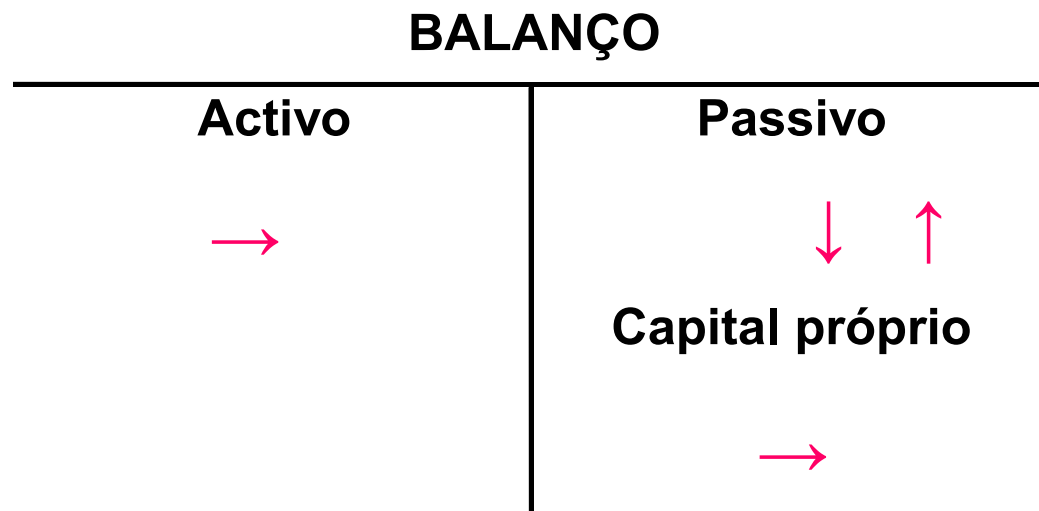 BALANÇO
Activo Passivo
→ ↓ ↑
Capital próprio
→